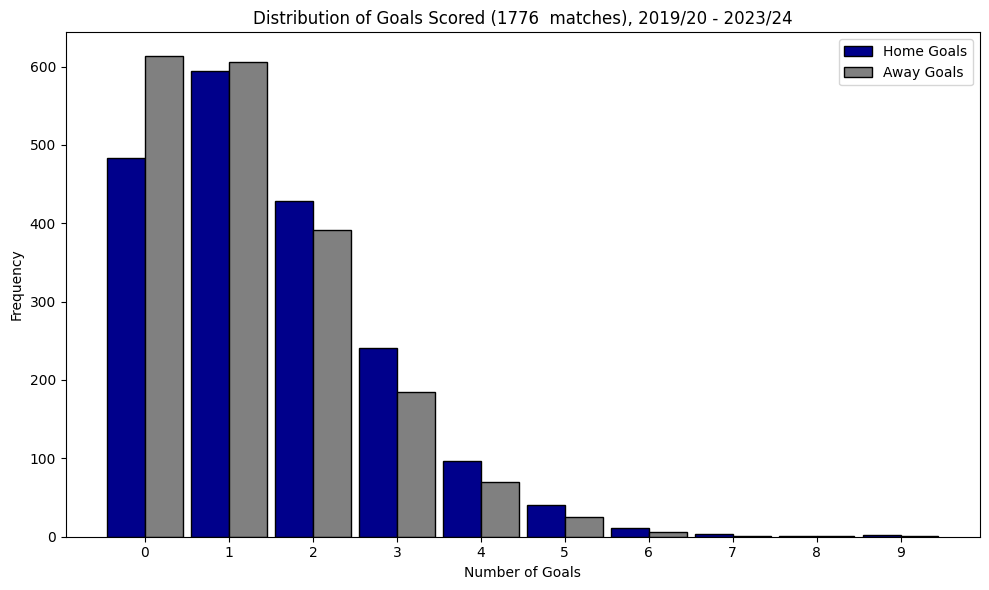 Distribution of Goals Scored (1776  matches), 2019/20 - 2023/24
Home Goals
Away Goals
Frequency
600
500
400
300
200
100
0
0 1 2 3 4 5 6 7 8 9
Number of Goals